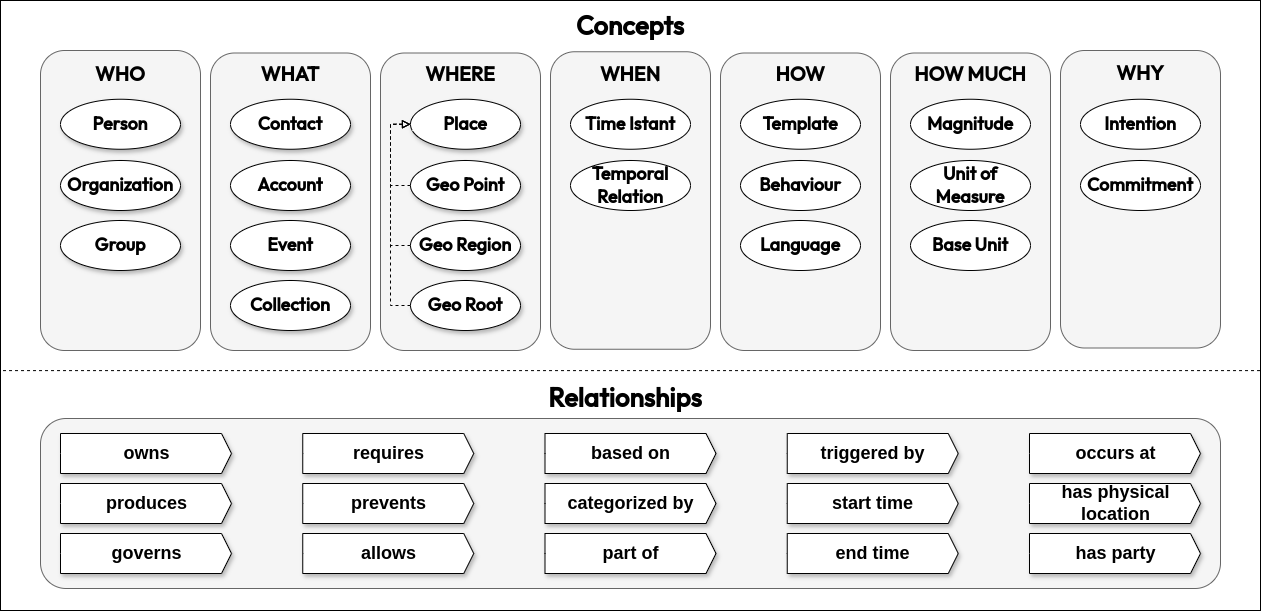 Concepts
WHO
Person
Organization
Group
WHAT
Contact
Account
Event
Collection
WHERE
Place
Geo Point
Geo Region
Geo Root
WHEN
Time Istant
Temporal
Relation
HOW
Template
Behaviour
Language
HOW MUCH
Magnitude
Unit of
Measure
Base Unit
WHY
Intention
Commitment
Relationships
owns
produces
governs
requires
prevents
allows
based on
categorized by
part of
triggered by
start time
end time
occurs at
has physical
location
has party